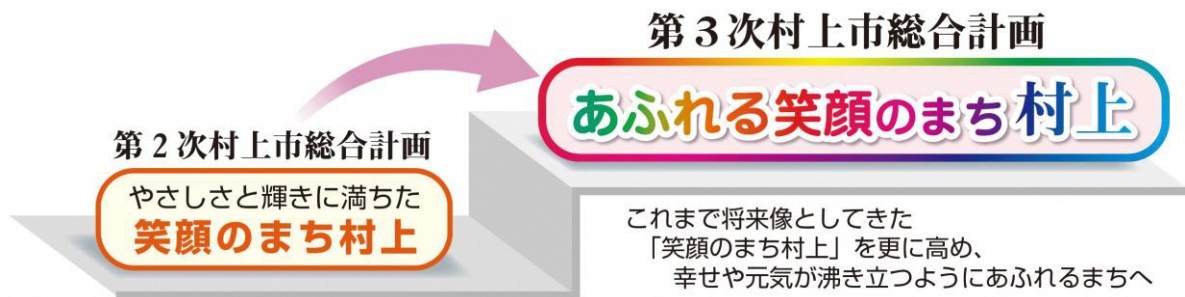 第3次村上市総合計画
あふれる笑顔のまち 村上
第2次村上市総合計画
やさしさと輝きに満ちた
笑顔のまち村上
これまで将来像としてきた
「笑顔のまち村上」を更に高め、
幸せや元気が沸き立つようにあふれるまちへ